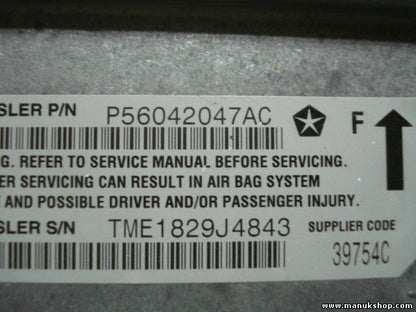 SLER P/N P56042047AC
F
G. REFER TO SERVICE MANUAL BEFORE SERVICING.
ER SERVICING CAN RESULT IN AIR BAG SYSTEM
E AND POSSIBLE DRIVER AND/OR PASSENGER INJURY.
SLER S/N TME1829J4843 SUPPLIER CODE
39754C
www.manukshop.com